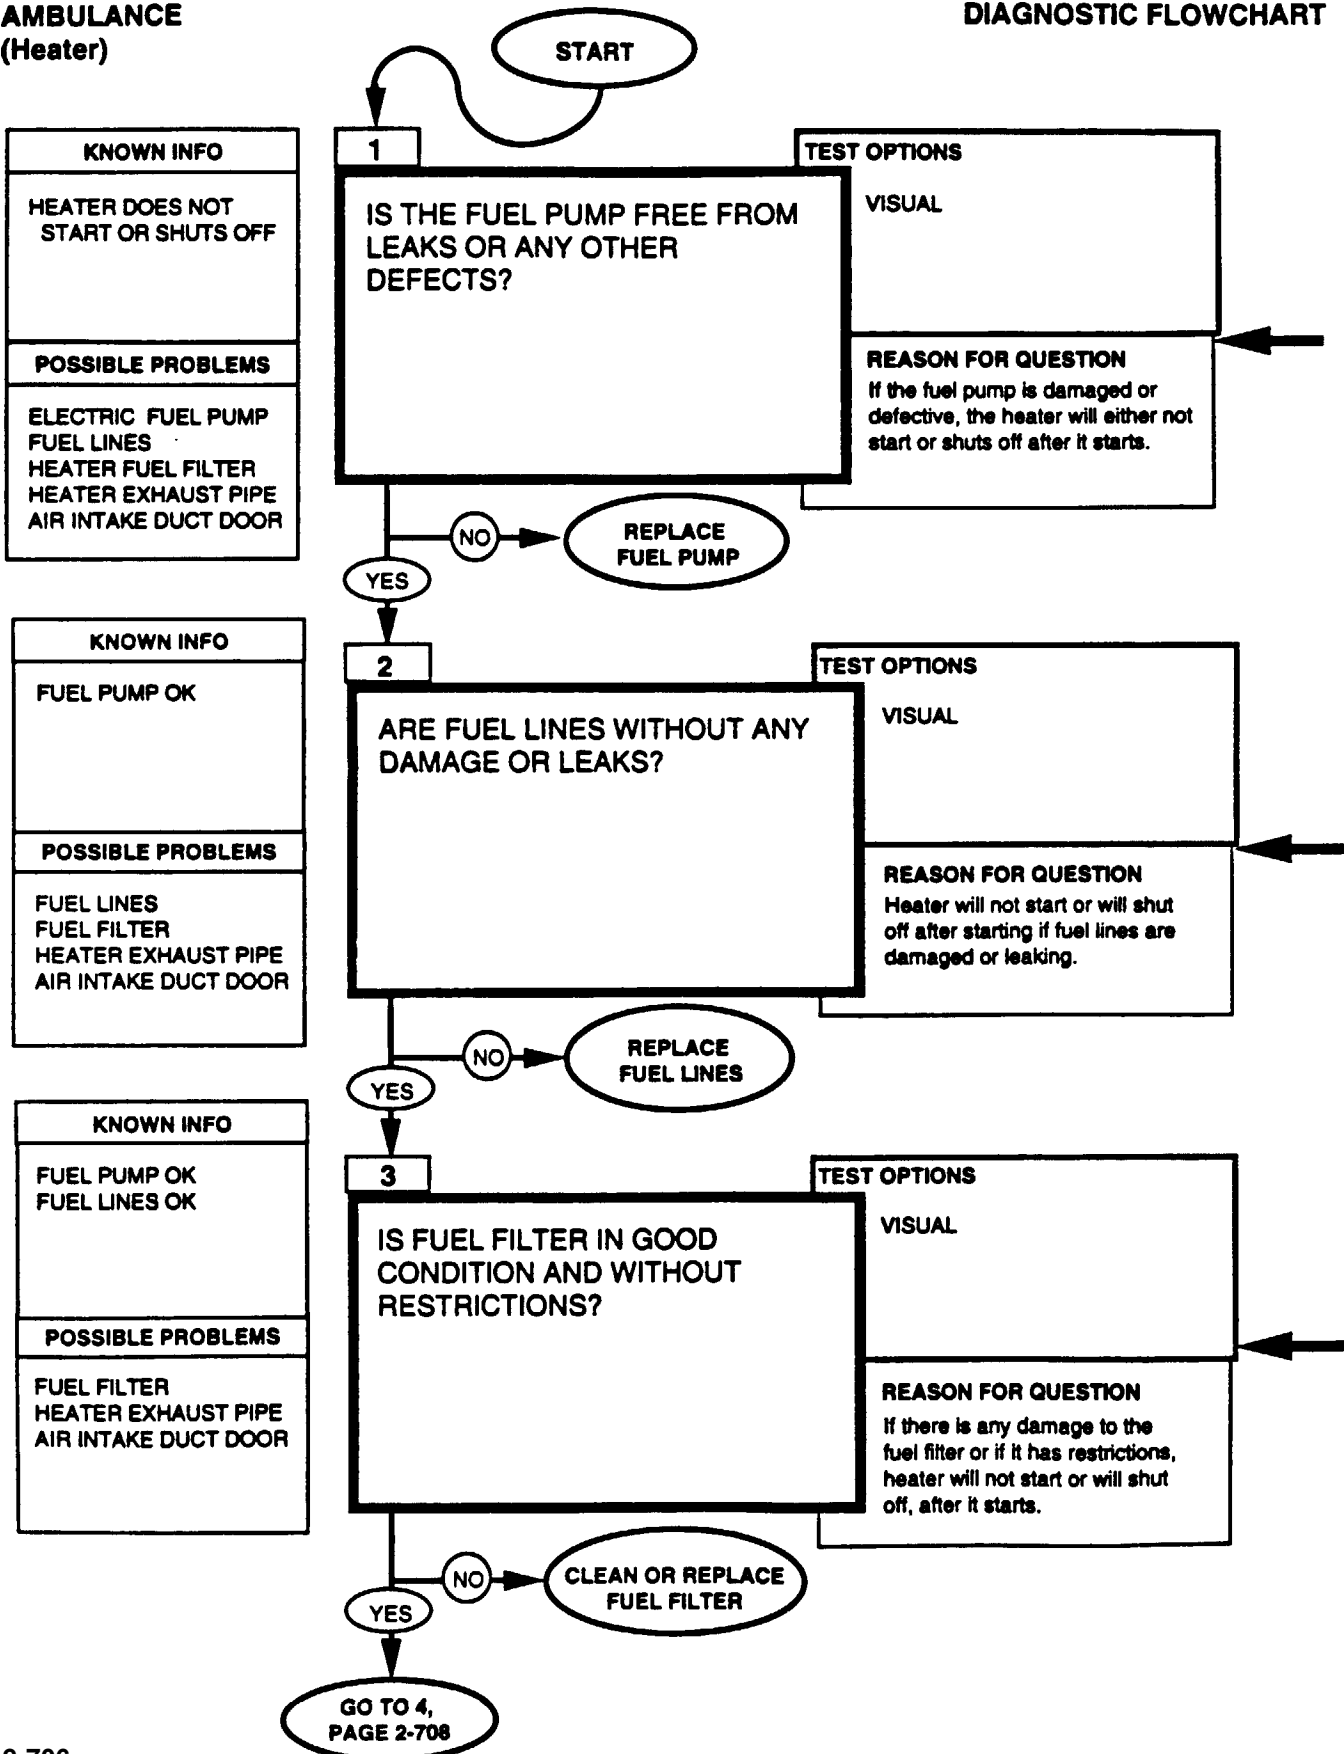 AMBULANCE
(Heater)
DIAGNOSTIC FLOWCHART
START
KNOWN INFO
HEATER DOES NOT
START OR SHUTS OFF
POSSIBLE PROBLEMS
ELECTRIC FUEL PUMP
FUEL LINES
HEATER FUEL FILTER
HEATER EXHAUST PIPE
AIR INTAKE DUCT DOOR
1
IS THE FUEL PUMP FREE FROM
LEAKS OR ANY OTHER
DEFECTS?
TEST OPTIONS
VISUAL
REASON FOR QUESTION
If the fuel pump is damaged or
defective, the heater will either not
start or shuts off after it starts.
NO
REPLACE
FUEL PUMP
YES
KNOWN INFO
FUEL PUMP OK
POSSIBLE PROBLEMS
FUEL LINES
FUEL FILTER
HEATER EXHAUST PIPE
AIR INTAKE DUCT DOOR
2
ARE FUEL LINES WITHOUT ANY
DAMAGE OR LEAKS?
TEST OPTIONS
VISUAL
REASON FOR QUESTION
Heater will not start or will shut
off after starting if fuel lines are
damaged or leaking.
NO
REPLACE
FUEL LINES
YES
KNOWN INFO
FUEL PUMP OK
FUEL LINES OK
POSSIBLE PROBLEMS
FUEL FILTER
HEATER EXHAUST PIPE
AIR INTAKE DUCT DOOR
3
IS FUEL FILTER IN GOOD
CONDITION AND WITHOUT
RESTRICTIONS?
TEST OPTIONS
VISUAL
REASON FOR QUESTION
If there is any damage to the
fuel filter or if it has restrictions,
heater will not start or will shut
off, after it starts.
NO
CLEAN OR REPLACE
FUEL FILTER
YES
GO TO 4,
PAGE 2-708